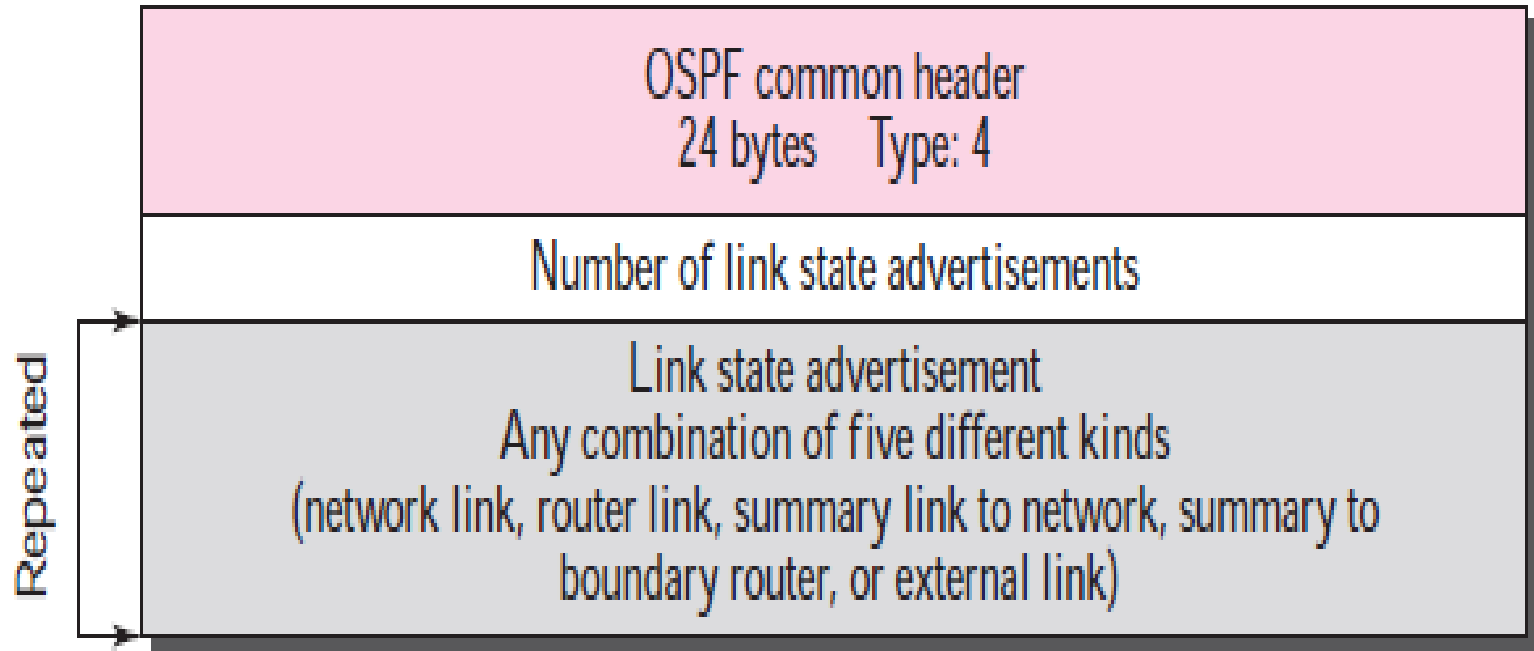 OSPF common header
24 bytes Type: 4
Number of link state advertisements
Repeated
Link state advertisement
Any combination of five different kinds
(network link, router link, summary link to network, summary to
boundary router, or external link)